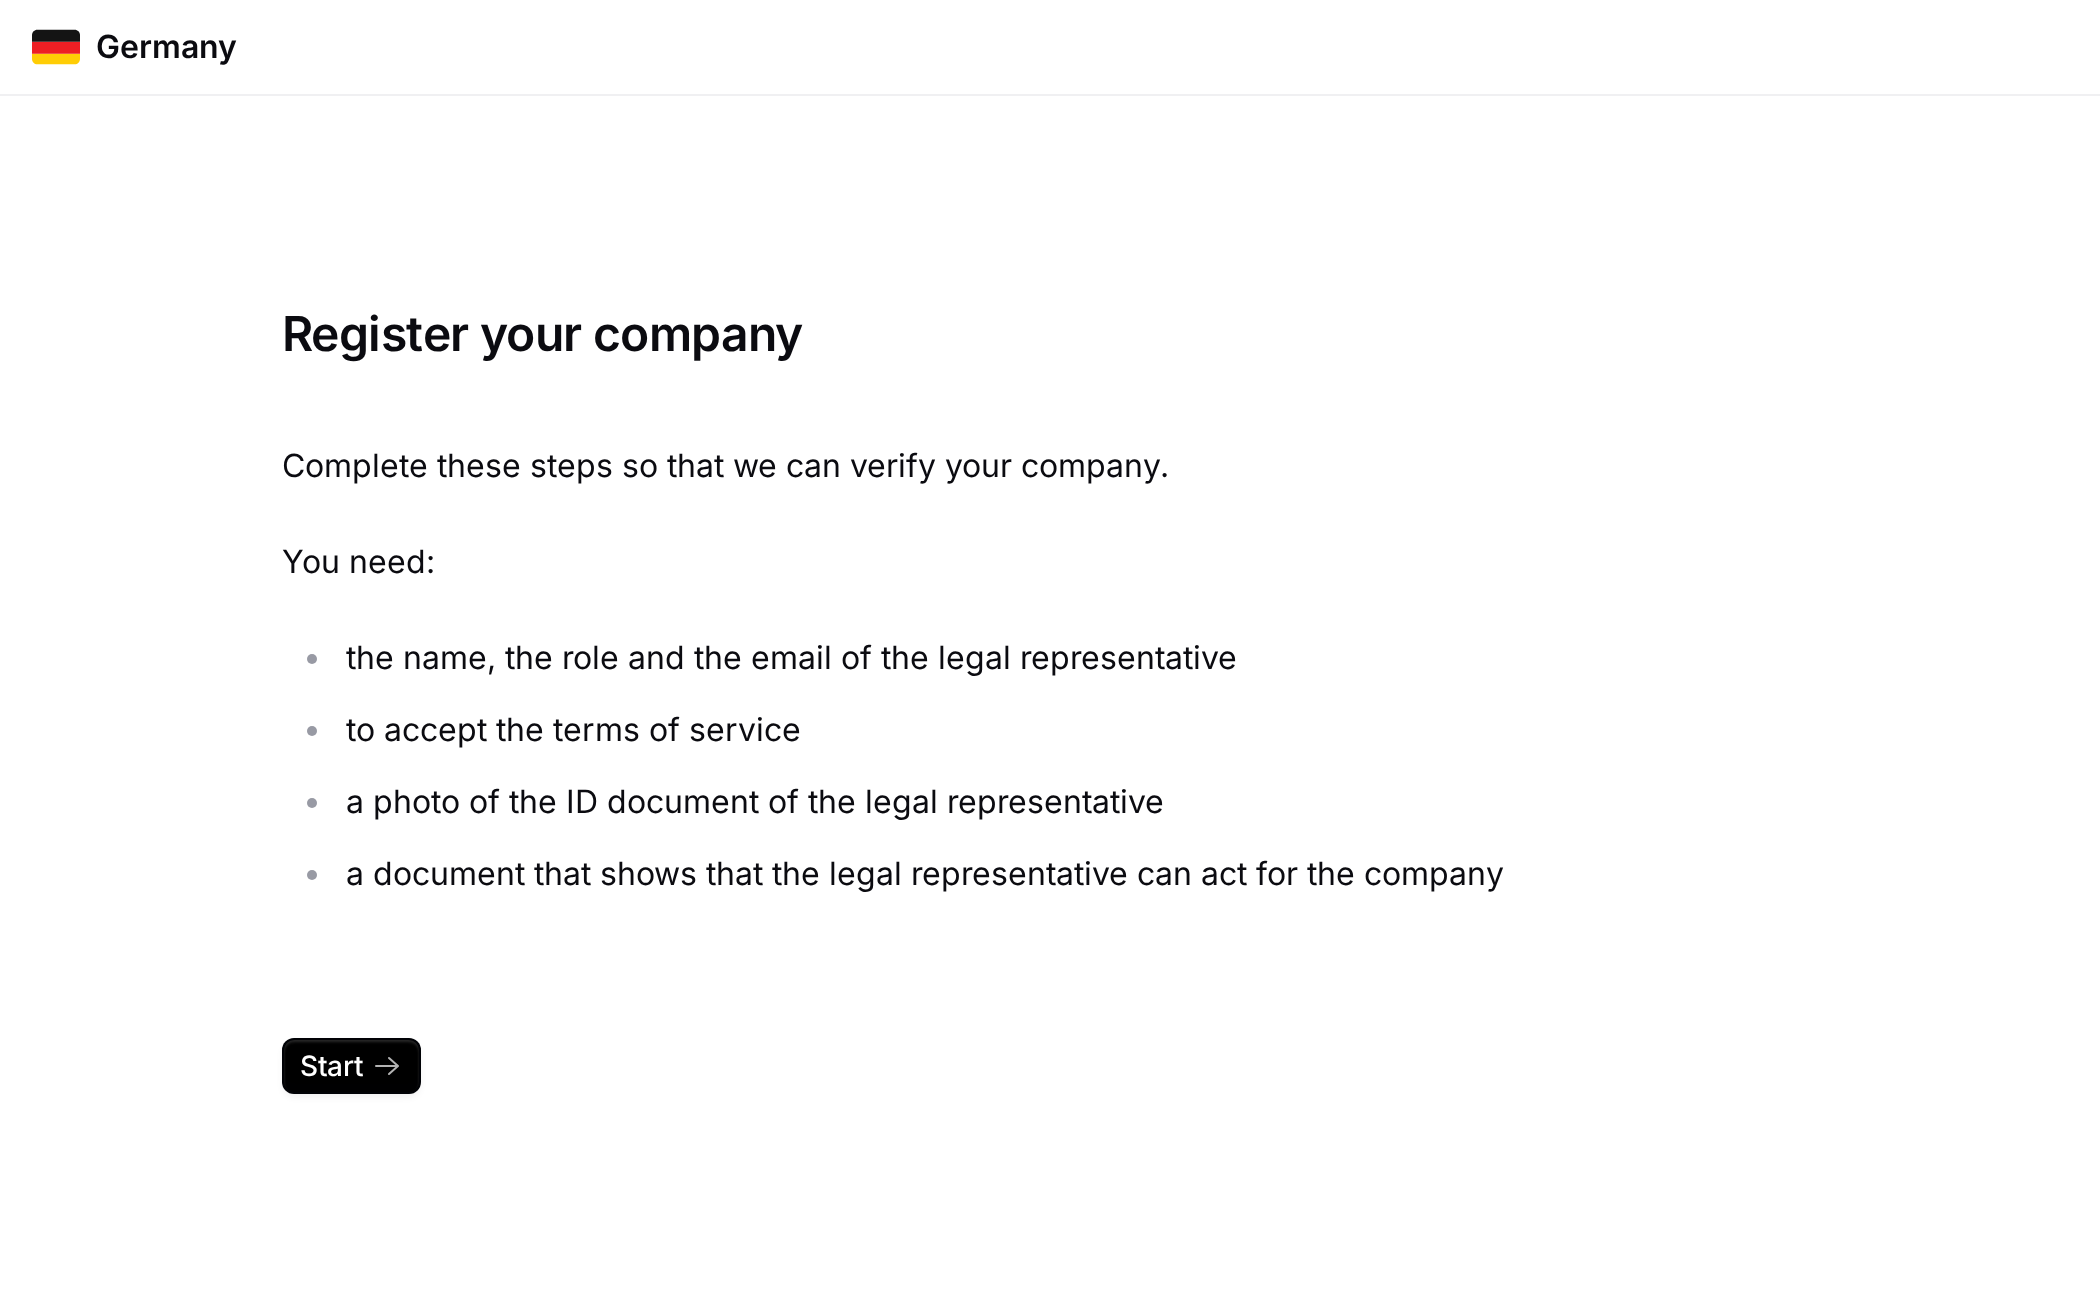 Germany
Register your company
Complete these steps so that we can verify your company.
You need:
the name, the role and the email of the legal representative
to accept the terms of service
a photo of the ID document of the legal representative
a document that shows that the legal representative can act for the company
Start